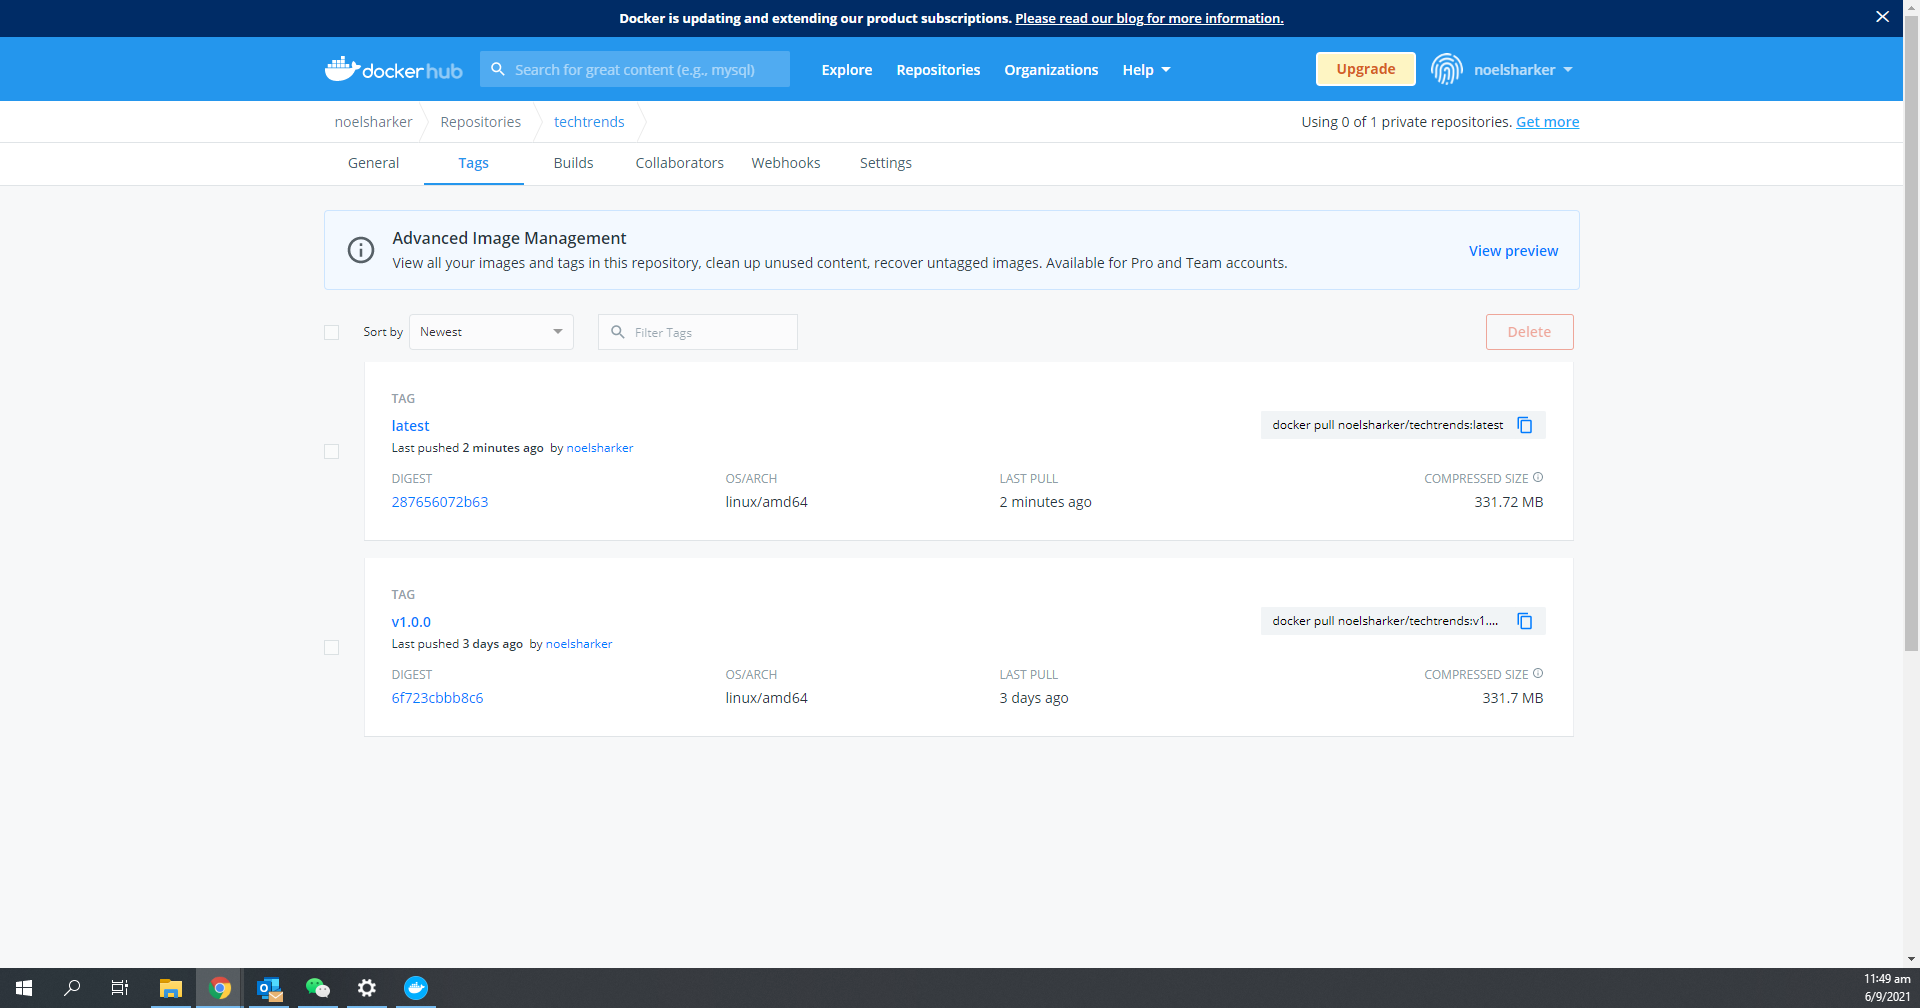 Docker is updating and extending our product subscriptions. Please read our blog for more information.
docker hub
Search for great content (e.g., mysql)
Explore
Repositories
Organizations
Help
Upgrade
noelsharker
noelsharker
Repositories
techtrends
Using 0 of 1 private repositories. Get more
General
Tags
Builds
Collaborators
Webhooks
Settings
Advanced Image Management
View all your images and tags in this repository, clean up unused content, recover untagged images. Available for Pro and Team accounts.
View preview
Sort by
Newest
Filter Tags
Delete
TAG
latest
docker pull noelsharker/techtrends:latest
Last pushed 2 minutes ago by noelsharker
DIGEST
OS/ARCH
LAST PULL
COMPRESSED SIZE
287656072b63
linux/amd64
2 minutes ago
331.72 MB
TAG
v1.0.0
docker pull noelsharker/techtrends:v1....
Last pushed 3 days ago by noelsharker
DIGEST
OS/ARCH
LAST PULL
COMPRESSED SIZE
6f723cbbb8c6
linux/amd64
3 days ago
331.7 MB
11:49 am
6/9/2021